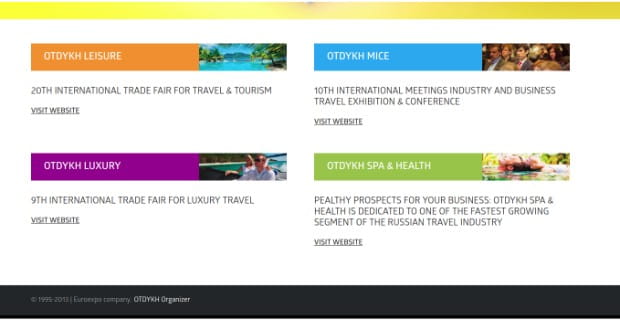 OTDYKH LEISURE
20TH INTERNATIONAL TRADE FAIR FOR TRAVEL & TOURISM
VISIT WEBSITE
OTDYKH MICE
10TH INTERNATIONAL MEETINGS INDUSTRY AND BUSINESS
TRAVEL EXHIBITION & CONFERENCE
VISIT WEBSITE
OTDYKH LUXURY
9TH INTERNATIONAL TRADE FAIR FOR LUXURY TRAVEL
VISIT WEBSITE
OTDYKH SPA & HEALTH
PEALTHY PROSPECTS FOR YOUR BUSINESS: OTDYKH SPA &
HEALTH IS DEDICATED TO ONE OF THE FASTEST GROWING
SEGMENT OF THE RUSSIAN TRAVEL INDUSTRY
VISIT WEBSITE
© 1995-2013 | Euroexpo company. OTDYKH Organizer